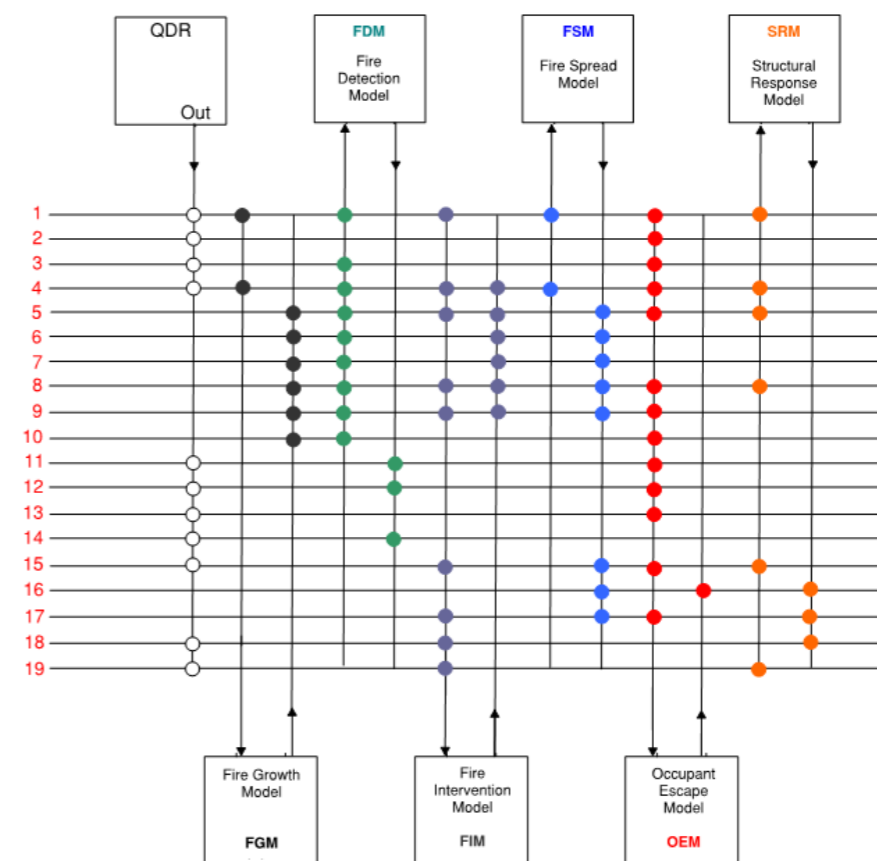 QDR
Out
FDM
Fire
Detection
Model
FSM
Fire Spread
Model
SRM
Structural
Response
Model
1
2
3
4
5
6
7
8
9
10
11
12
13
14
15
16
17
18
19
Fire Growth
Model
FGM
Fire
Intervention
Model
FIM
Occupant
Escape
Model
OEM